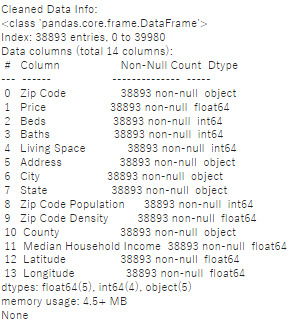 Cleaned Data Info:
<class 'pandas.core.frame.DataFrame'>
Index: 38893 entries, 0 to 39980
Data columns (total 14 columns):
 #   Column                   Non-Null Count  Dtype
---  ------                   --------------  -----
 0   Zip Code                 38893 non-null  object
 1   Price                    38893 non-null  float64
 2   Beds                     38893 non-null  int64
 3   Baths                    38893 non-null  int64
 4   Living Space             38893 non-null  int64
 5   Address                  38893 non-null  object
 6   City                     38893 non-null  object
 7   State                    38893 non-null  object
 8   Zip Code Population      38893 non-null  int64
 9   Zip Code Density         38893 non-null  float64
 10  County                   38893 non-null  object
 11  Median Household Income  38893 non-null  float64
 12  Latitude                 38893 non-null  float64
 13  Longitude                38893 non-null  float64
dtypes: float64(5), int64(4), object(5)
memory usage: 4.5+ MB
None